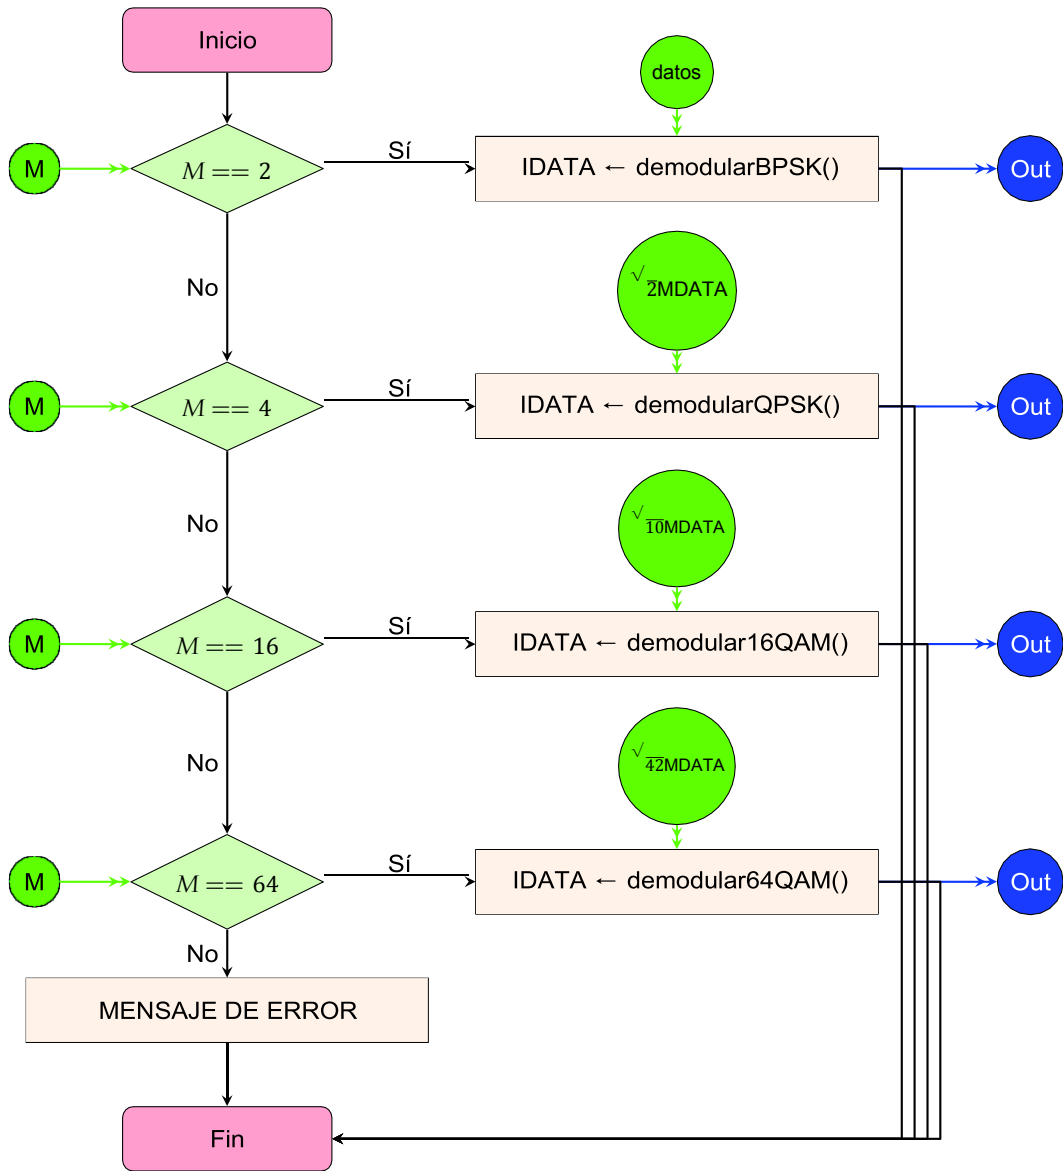 Inicio
datos
M
M == 2
Sí
IDATA ← demodularBPSK()
Out
No
√2MDATA
M
M == 4
Sí
IDATA ← demodularQPSK()
Out
No
√10MDATA
M
M == 16
Sí
IDATA ← demodular16QAM()
Out
No
√42MDATA
M
M == 64
Sí
IDATA ← demodular64QAM()
Out
No
MENSAJE DE ERROR
Fin